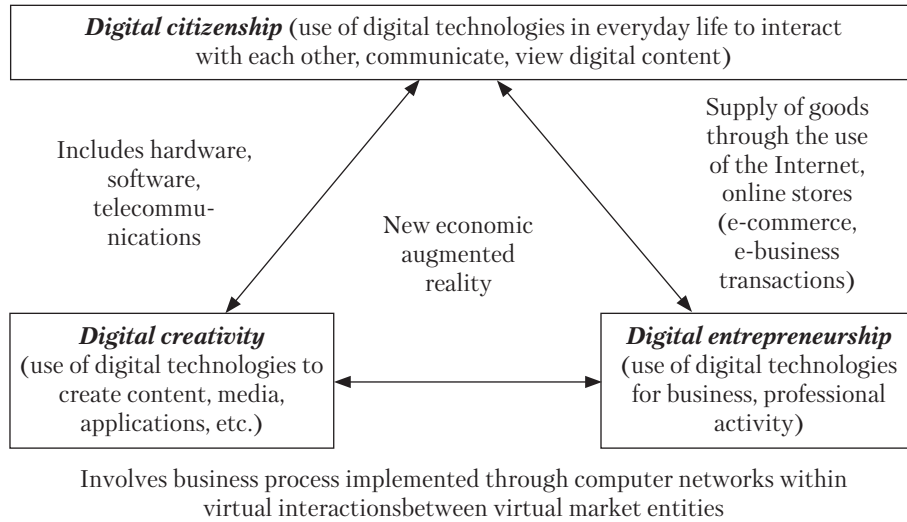 Digital citizenship (use of digital technologies in everyday life to interact
with each other, communicate, view digital content)
Includes hardware,
software,
telecommu-
nications
New economic
augmented
reality
Supply of goods
through the use
of the Internet,
online stores
(e-commerce,
e-business
transactions)
Digital creativity
(use of digital technologies to
create content, media,
applications, etc.)
Digital entrepreneurship
(use of digital technologies
for business, professional
activity)
Involves business process implemented through computer networks within
virtual interactionsbetween virtual market entities